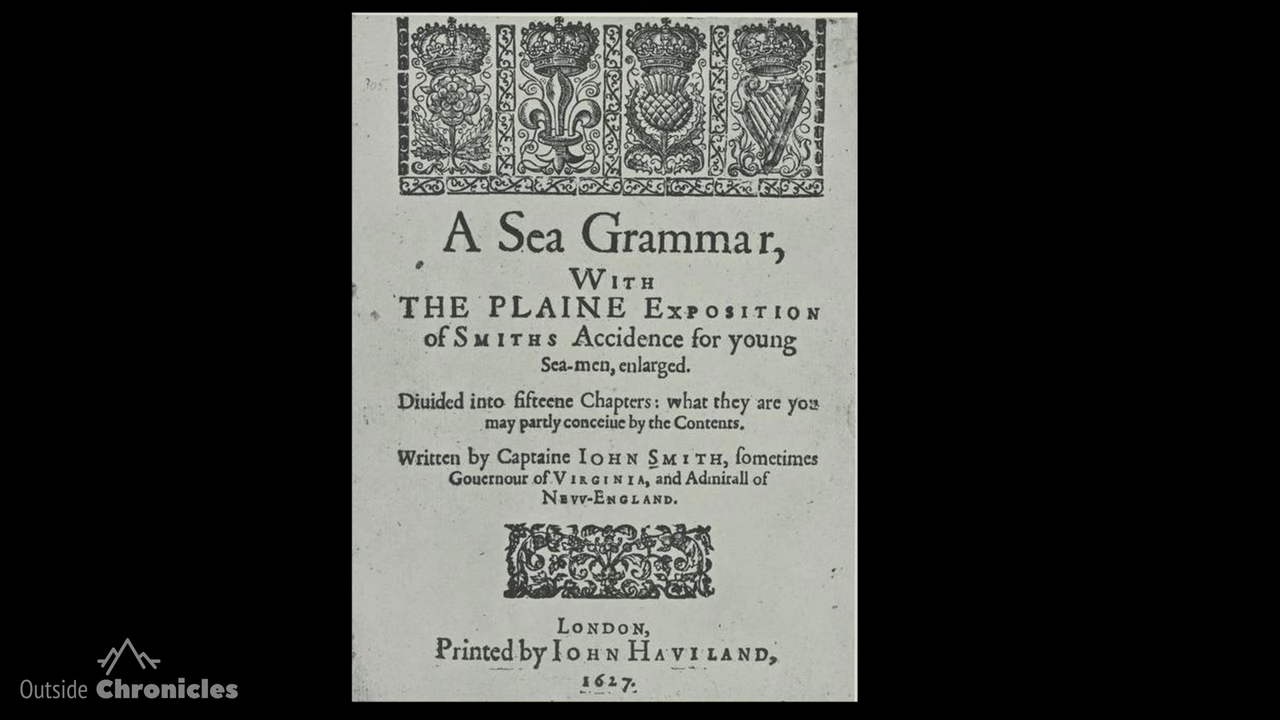 305.
A Sea Grammar,
WITH
THE PLAINE EXPOSITION
of SMITHS Accidence for young
Sea-men, enlarged.
Diuided into fifteene Chapters: what they are you
may partly conceiue by the Contents.
Written by Captaine IOHN SMITH, ſometimes
Gouernour of VIRGINIA, and Admirall of
NEVV-ENGLAND.
LONDON,
Printed by IOHN HAVILAND,
1627.
Outside Chronicles